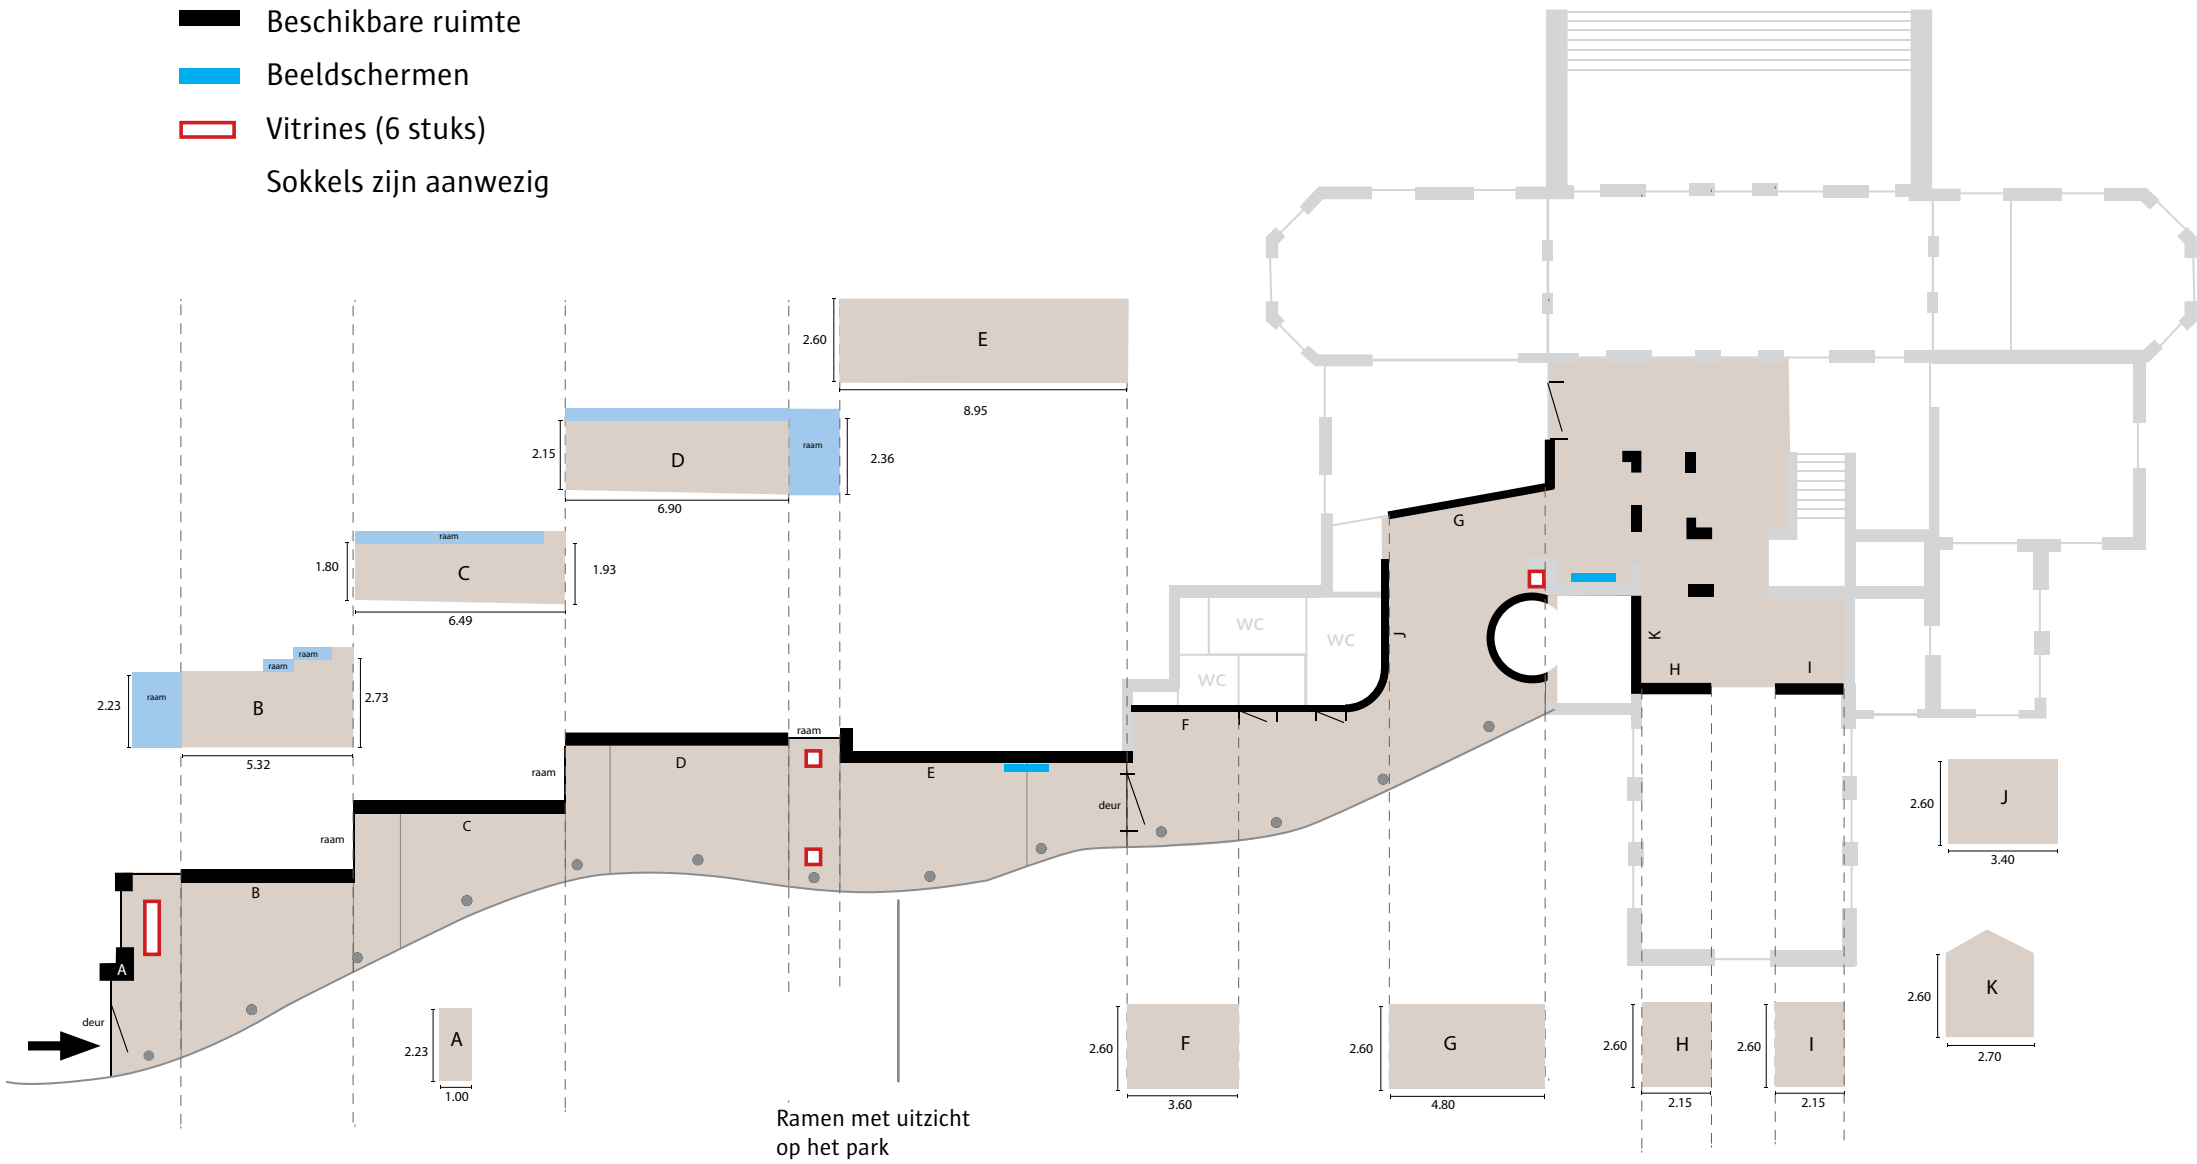 Beschikbare ruimte
Beeldschermen
Vitrines (6 stuks)
Sokkels zijn aanwezig
2.60
E
8.95
2.15
D
raam
2.36
6.90
raam
1.80
C
1.93
6.49
raam
raam
raam
2.23
B
2.73
5.32
G
WC
WC
WC
J
K
H
I
F
raam
D
raam
E
deur
C
raam
B
A
deur
2.60
J
3.40
2.60
K
2.70
2.23
A
1.00
2.60
F
3.60
2.60
G
4.80
2.60
H
2.15
2.60
I
2.15
Ramen met uitzicht
op het park